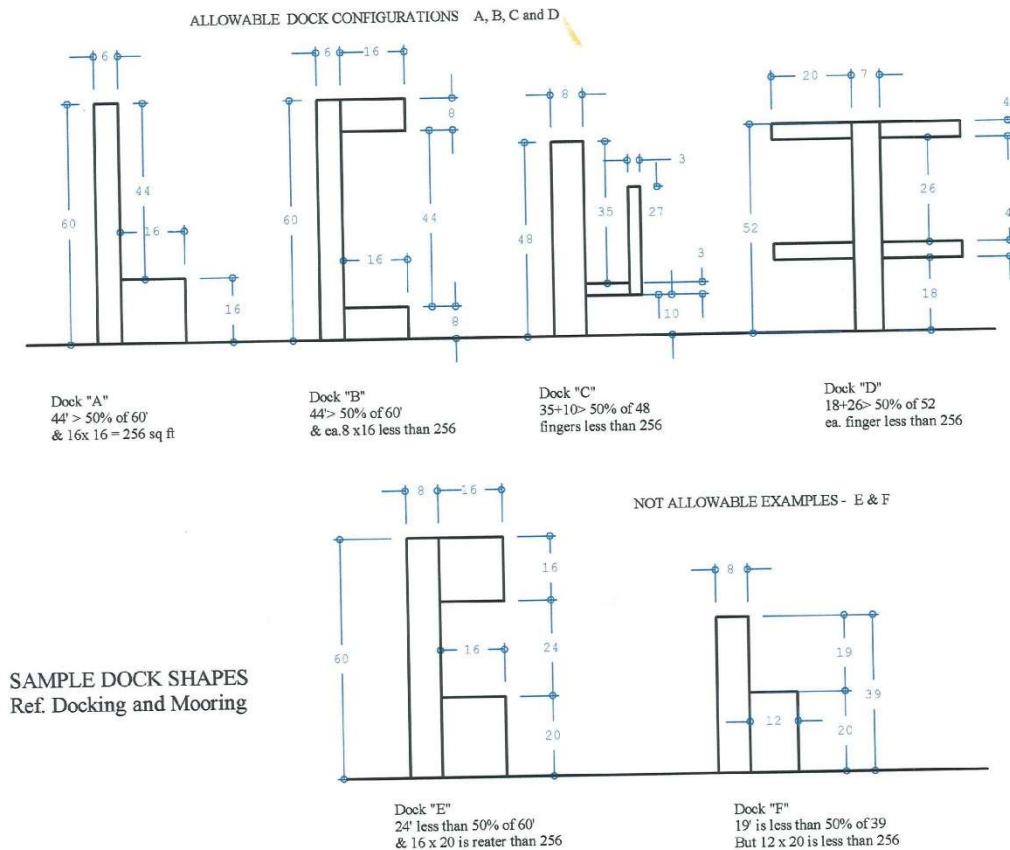 ALLOWABLE DOCK CONFIGURATIONS A, B, C and D
6
44
60
16
16
Dock "A"
44' > 50% of 60'
& 16x 16 = 256 sq ft
6 16
8
60
44
16
8
Dock "B"
44'> 50% of 60'
& ea.8 x16 less than 256
8
3
35
27
48
3
10
Dock "C"
35+10> 50% of 48
fingers less than 256
20 7
4
26
52
4
18
Dock "D"
18+26> 50% of 52
ea. finger less than 256
NOT ALLOWABLE EXAMPLES - E & F
8 16
16
60
24
16
20
Dock "E"
24' less than 50% of 60'
& 16 x 20 is reater than 256
8
19
39
12
20
Dock "F"
19' is less than 50% of 39
But 12 x 20 is less than 256
SAMPLE DOCK SHAPES
Ref. Docking and Mooring